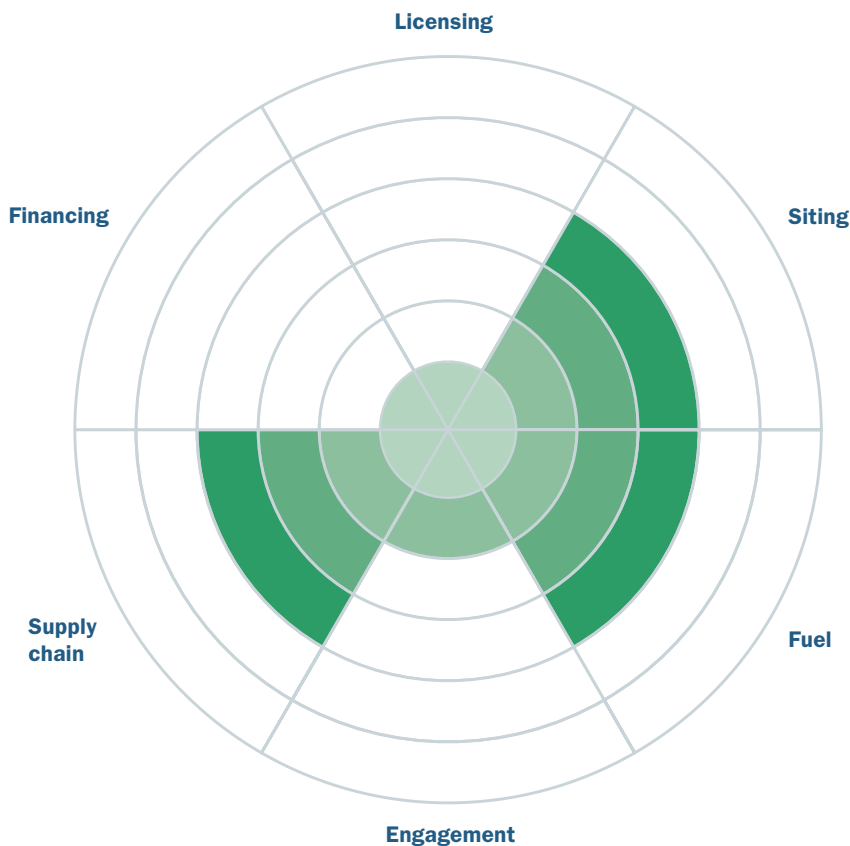 Licensing
Financing
Siting
Supply
chain
Fuel
Engagement